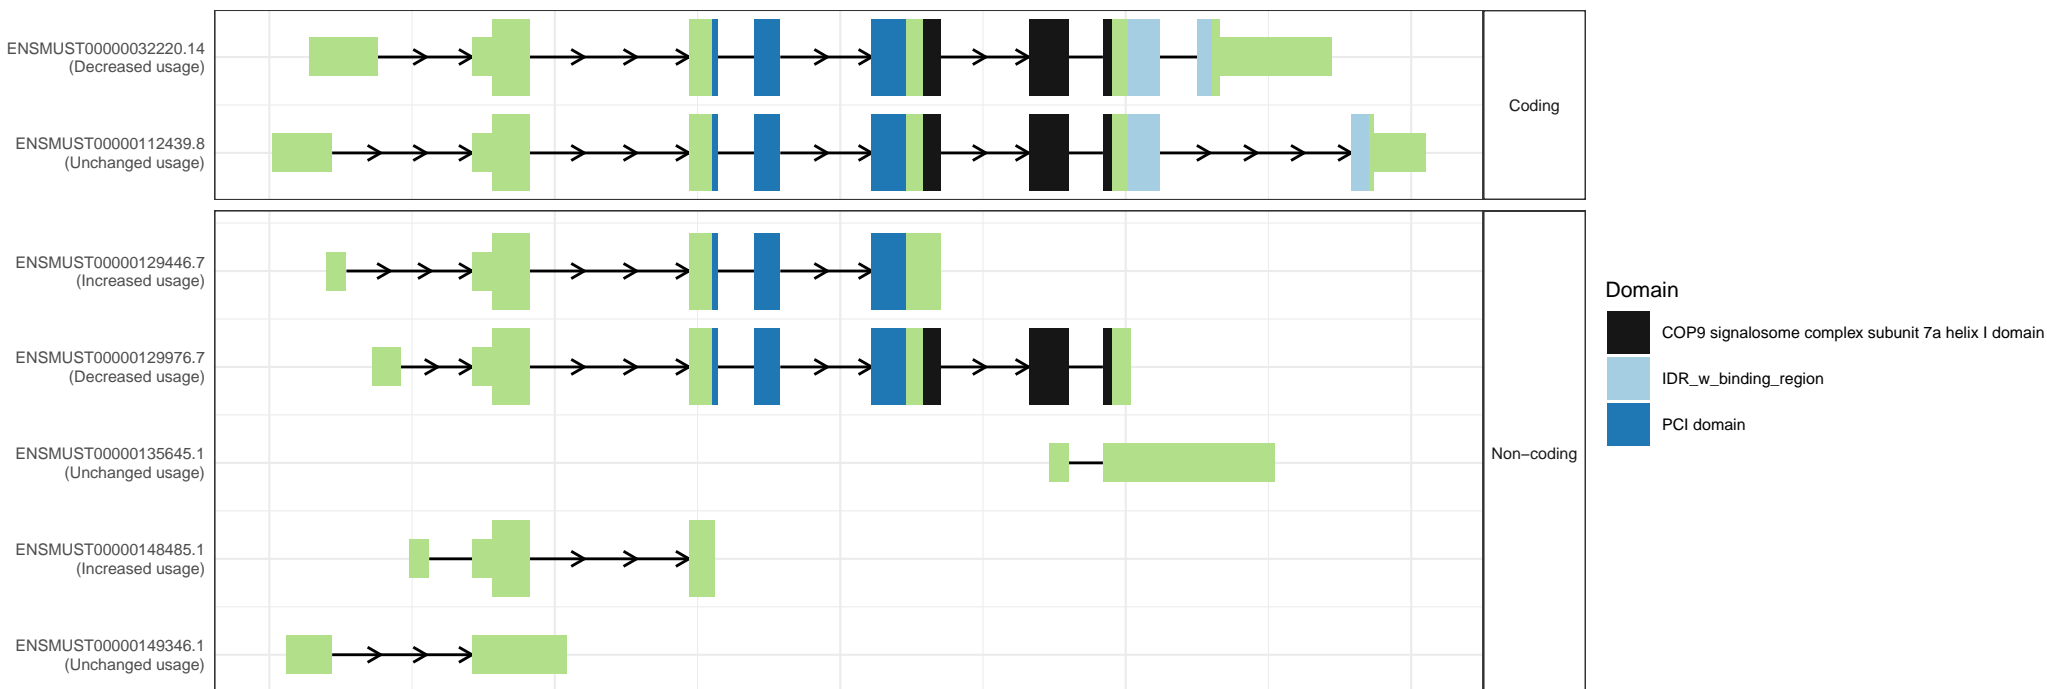 ENSMUST00000032220.14
(Decreased usage)
ENSMUST00000112439.8
(Unchanged usage)
Coding
ENSMUST00000129446.7
(Increased usage)
ENSMUST00000129976.7
(Decreased usage)
ENSMUST00000135645.1
(Unchanged usage)
ENSMUST00000148485.1
(Increased usage)
ENSMUST00000149346.1
(Unchanged usage)
Non−coding
Domain
COP9 signalosome complex subunit 7a helix I domain
IDR_w_binding_region
PCI domain